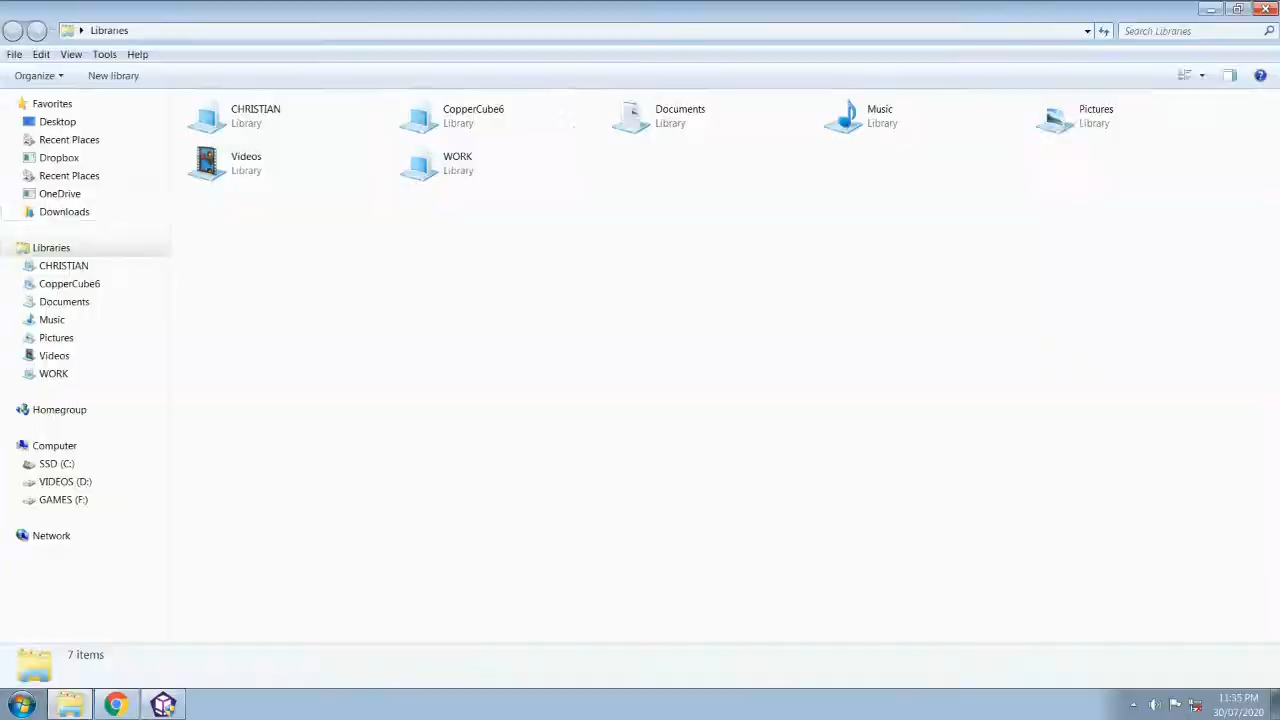 Libraries
Search Libraries
File Edit View Tools Help
Organize New library
Favorites
Desktop
Recent Places
Dropbox
Recent Places
OneDrive
Downloads
Libraries
CHRISTIAN
CopperCube6
Documents
Music
Pictures
Videos
WORK
Homegroup
Computer
SSD (C:)
VIDEOS (D:)
GAMES (F:)
Network
CHRISTIAN
Library
CopperCube6
Library
Documents
Library
Music
Library
Pictures
Library
Videos
Library
WORK
Library
7 items
11:35 PM
30/07/2020